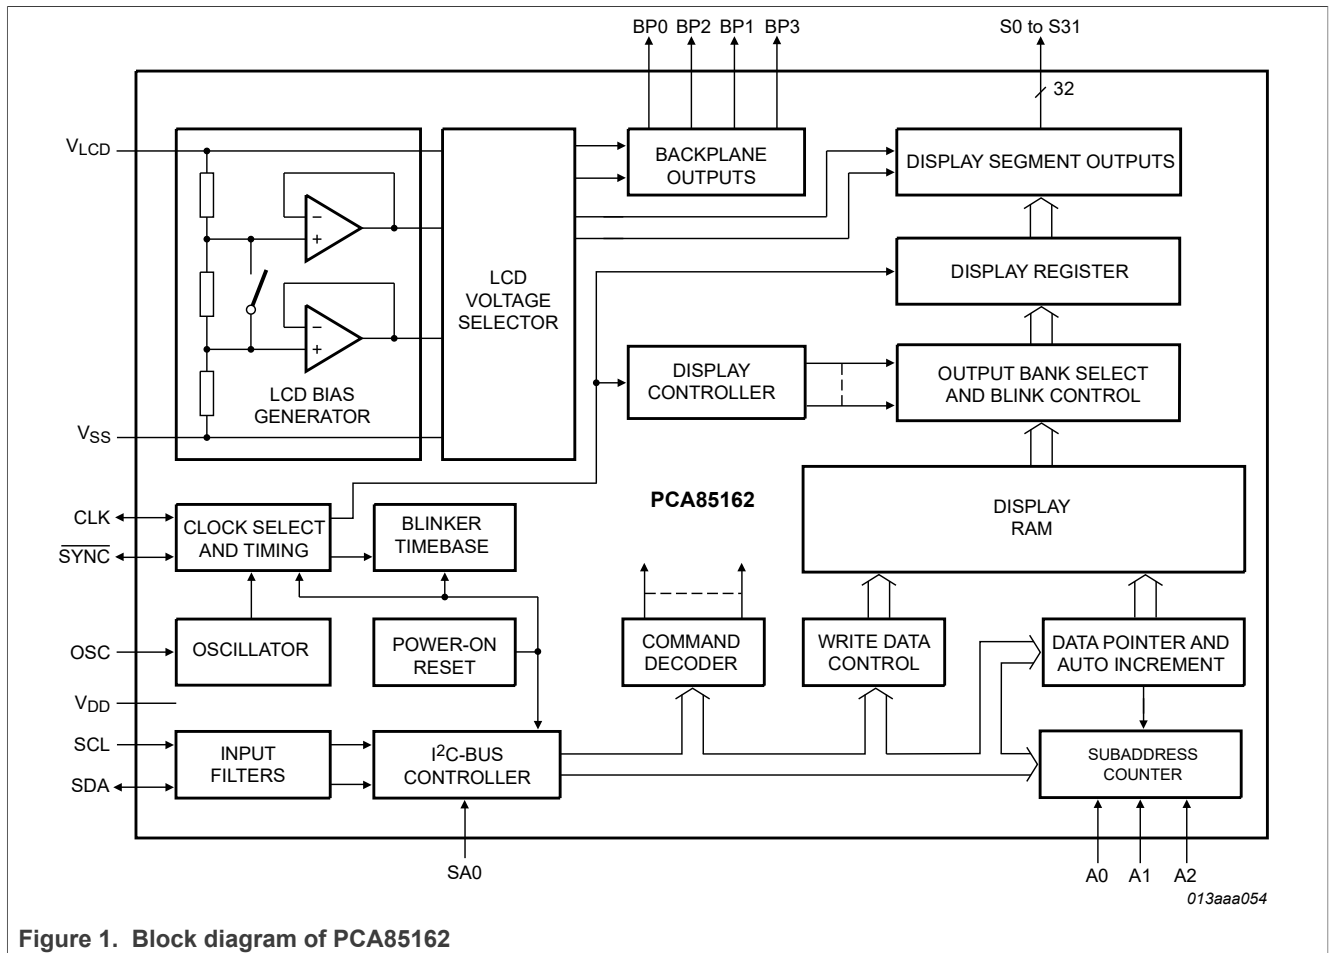 BP0 BP2 BP1 BP3
S0 to S31
32
VLCD
BACKPLANE
OUTPUTS
DISPLAY SEGMENT OUTPUTS
−
+
LCD
VOLTAGE
SELECTOR
DISPLAY REGISTER
−
+
LCD BIAS
GENERATOR
DISPLAY
CONTROLLER
OUTPUT BANK SELECT
AND BLINK CONTROL
VSS
PCA85162
DISPLAY
RAM
CLK
SYNC
CLOCK SELECT
AND TIMING
BLINKER
TIMEBASE
OSC
OSCILLATOR
POWER-ON
RESET
COMMAND
DECODER
WRITE DATA
CONTROL
DATA POINTER AND
AUTO INCREMENT
VDD
SCL
SDA
INPUT
FILTERS
I2C-BUS
CONTROLLER
SUBADDRESS
COUNTER
SA0
A0 A1 A2
013aaa054
Figure 1. Block diagram of PCA85162